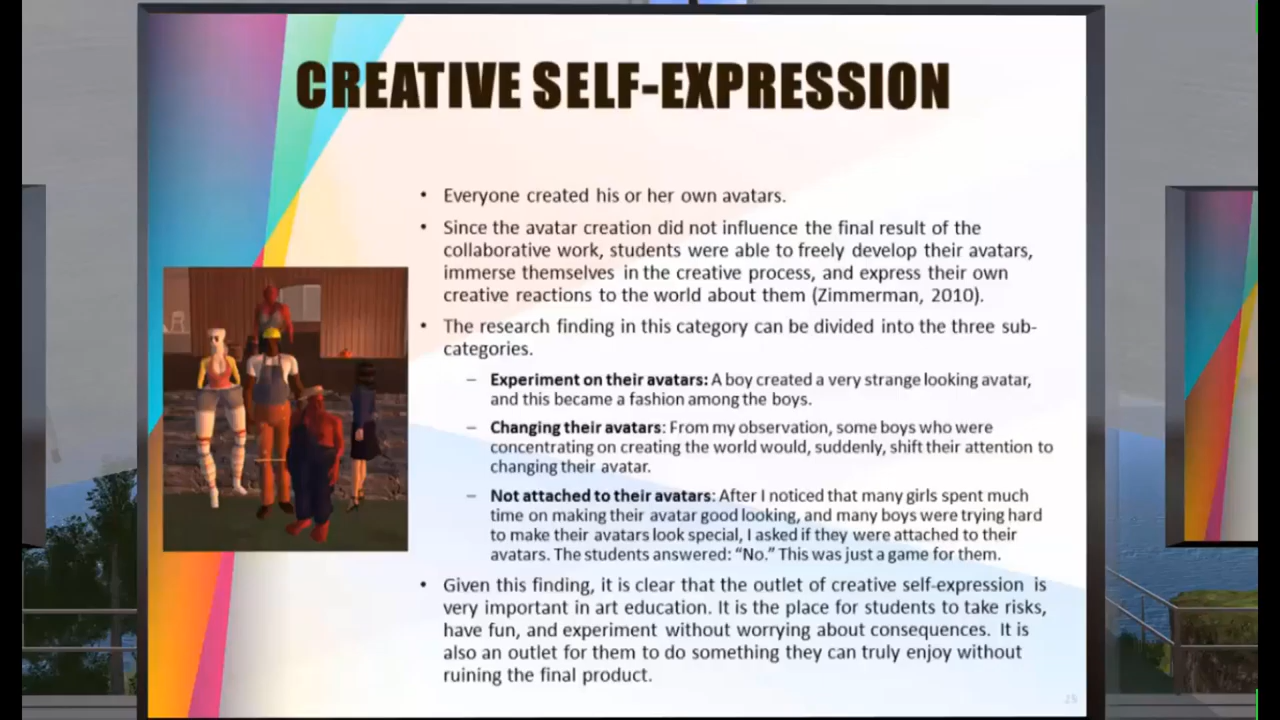 CREATIVE SELF-EXPRESSION
• Everyone created his or her own avatars.
• Since the avatar creation did not influence the final result of the
collaborative work, students were able to freely develop their avatars,
immerse themselves in the creative process, and express their own
creative reactions to the world about them (Zimmerman, 2010).
• The research finding in this category can be divided into the three sub-
categories.
– Experiment on their avatars: A boy created a very strange looking avatar,
and this became a fashion among the boys.
– Changing their avatars: From my observation, some boys who were
concentrating on creating the world would, suddenly, shift their attention to
changing their avatar.
– Not attached to their avatars: After I noticed that many girls spent much
time on making their avatar good looking, and many boys were trying hard
to make their avatars look special, I asked if they were attached to their
avatars. The students answered: “No.” This was just a game for them.
• Given this finding, it is clear that the outlet of creative self-expression is
very important in art education. It is the place for students to take risks,
have fun, and experiment without worrying about consequences. It is
also an outlet for them to do something they can truly enjoy without
ruining the final product.
25